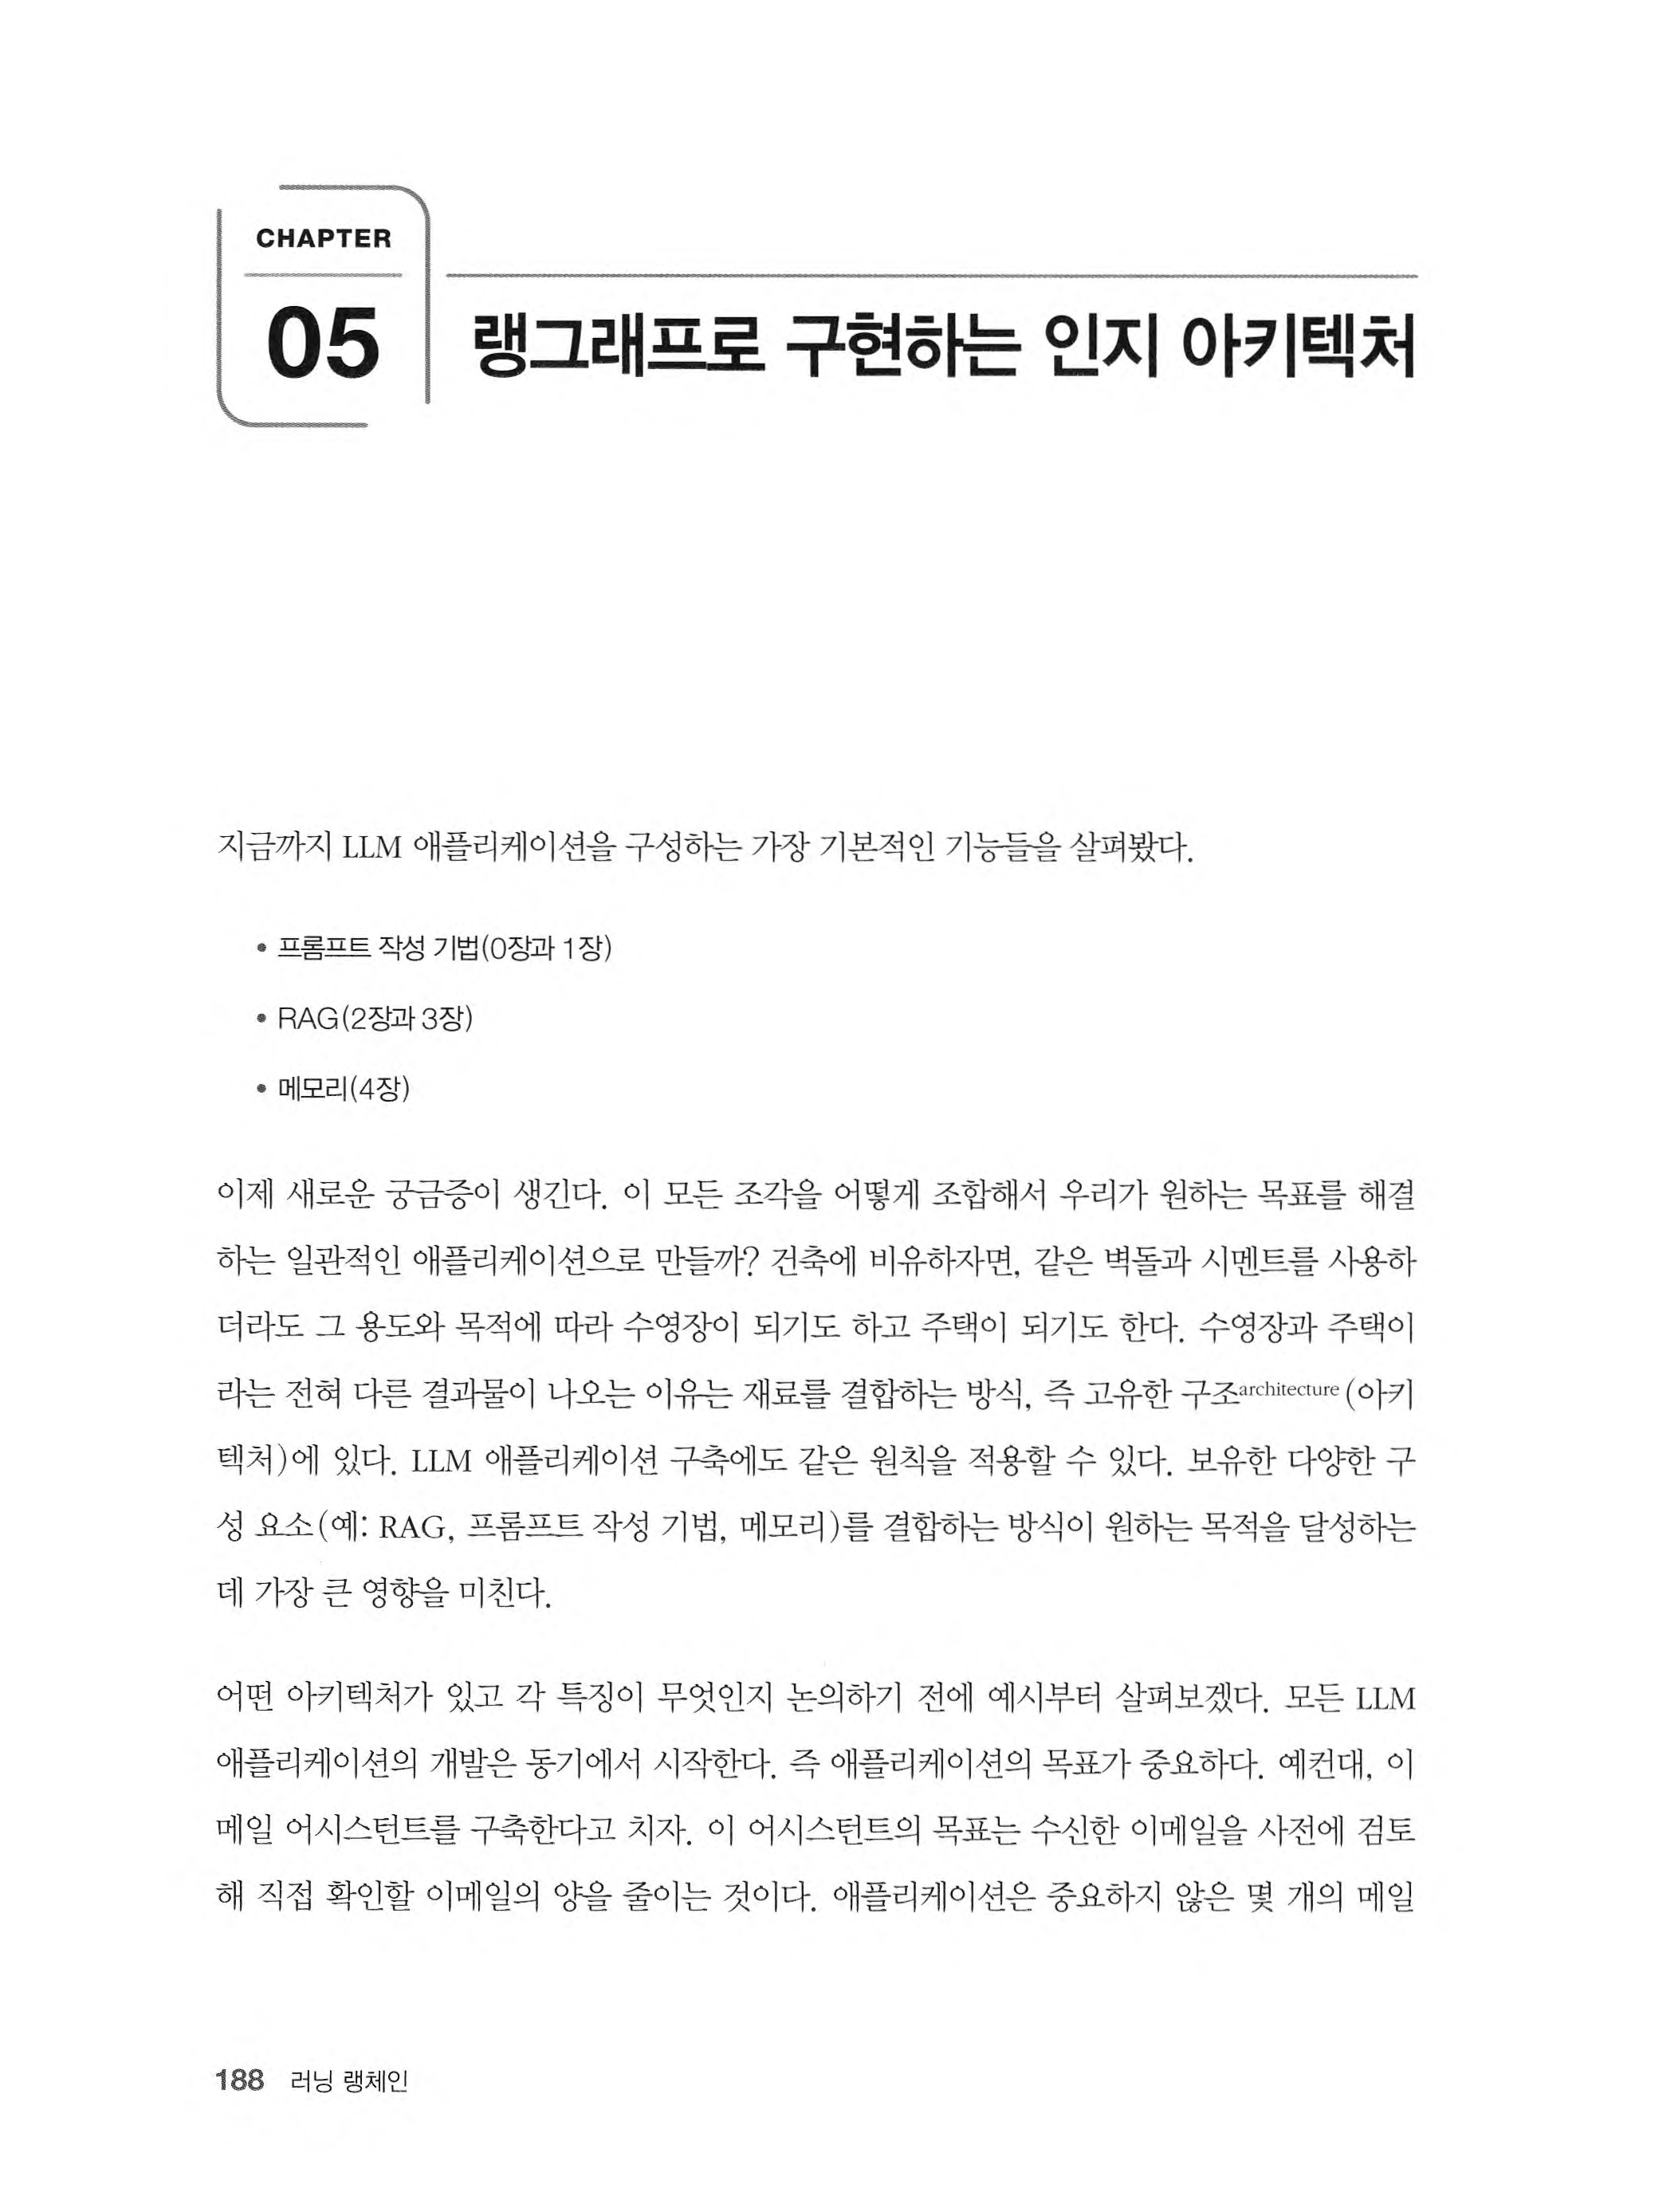 CHAPTER
05
랭그래프로 구현하는 인지 아키텍처
지금까지 LLM 애플리케이션을 구성하는 가장 기본적인 기능들을 살펴봤다.
• 프롬프트 작성 기법(0장과 1장)
• RAG(2장과 3장)
• 메모리(4장)
이제 새로운 궁금증이 생긴다. 이 모든 조각을 어떻게 조합해서 우리가 원하는 목표를 해결
하는 일관적인 애플리케이션으로 만들까? 건축에 비유하자면, 같은 벽돌과 시멘트를 사용하
더라도 그 용도와 목적에 따라 수영장이 되기도 하고 주택이 되기도 한다. 수영장과 주택이
라는 전혀 다른 결과물이 나오는 이유는 재료를 결합하는 방식, 즉 고유한 구조architecture(아키
텍처)에 있다. LLM 애플리케이션 구축에도 같은 원칙을 적용할 수 있다. 보유한 다양한 구
성 요소(예: RAG, 프롬프트 작성 기법, 메모리)를 결합하는 방식이 원하는 목적을 달성하는
데 가장 큰 영향을 미친다.
어떤 아키텍처가 있고 각 특징이 무엇인지 논의하기 전에 예시부터 살펴보겠다. 모든 LLM
애플리케이션의 개발은 동기에서 시작한다. 즉 애플리케이션의 목표가 중요하다. 예컨대, 이
메일 어시스턴트를 구축한다고 치자. 이 어시스턴트의 목표는 수신한 이메일을 사전에 검토
해 직접 확인할 이메일의 양을 줄이는 것이다. 애플리케이션은 중요하지 않은 몇 개의 메일
188 러닝 랭체인